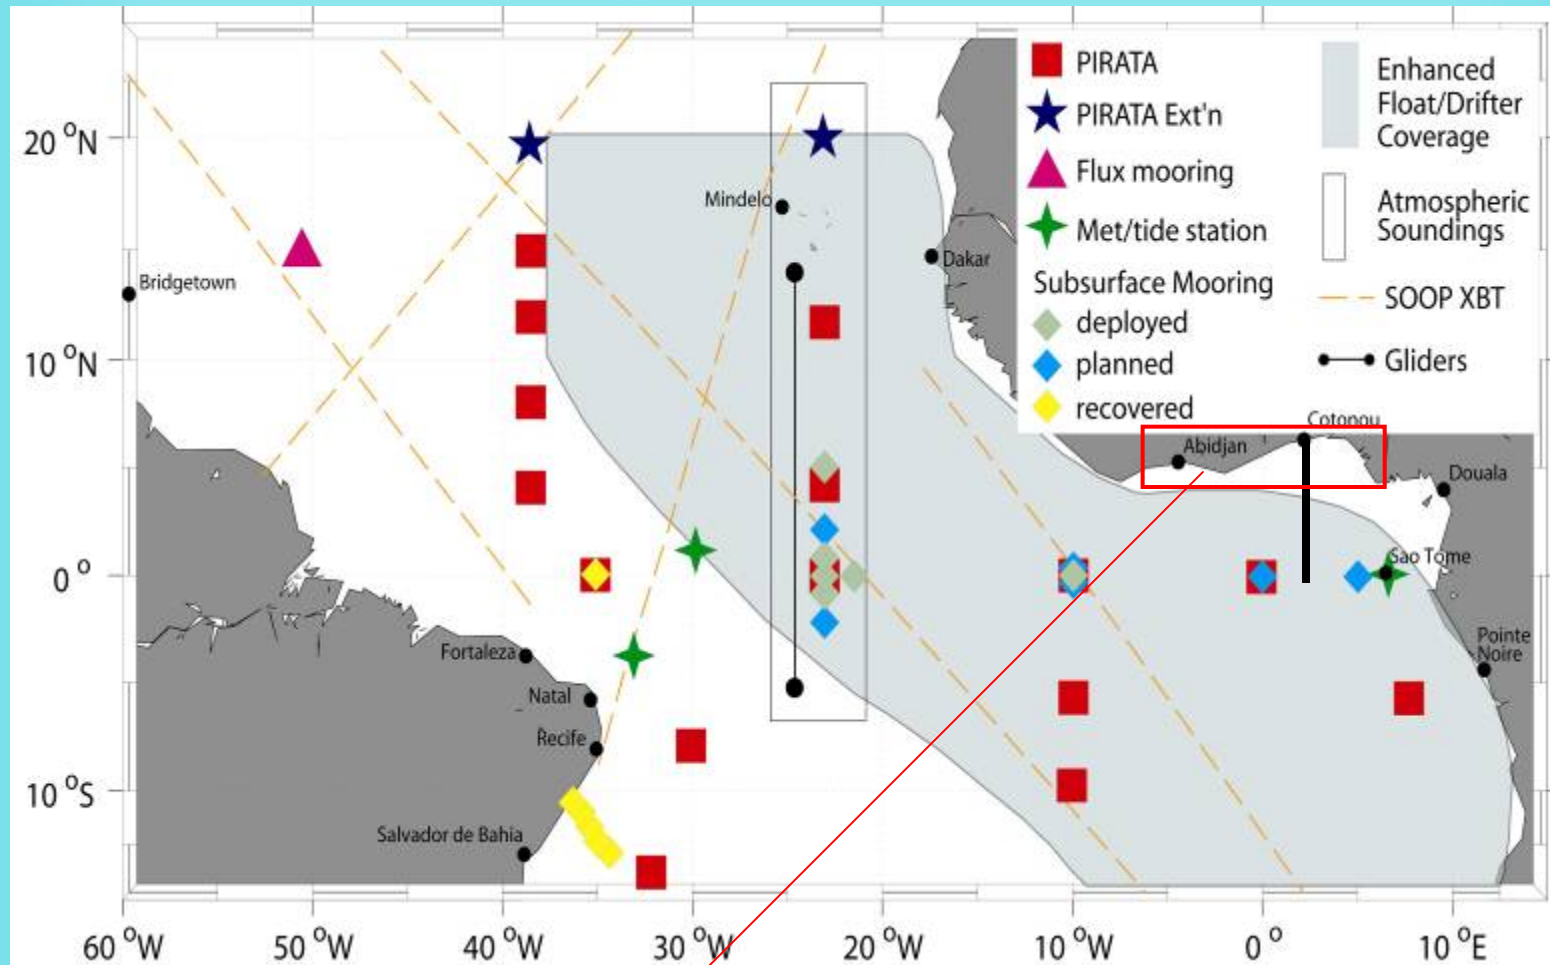 PIRATA
PIRATA Ext'n
Flux mooring
Met/tide station
Subsurface Mooring
deployed
planned
recovered
Enhanced
Float/Drifter
Coverage
Atmospheric
Soundings
SOOP XBT
Gliders
20 °N
10 °N
0 °
10 °S
Mindelo
Dakar
Bridgetown
Cotonou
Abidjan
Douala
Sao Tome
Pointe
Noire
Fortaleza
Natal
Recife
Salvador de Bahia
60 °W
50 °W
40 °W
30 °W
20 °W
10 °W
0 °
10 °E